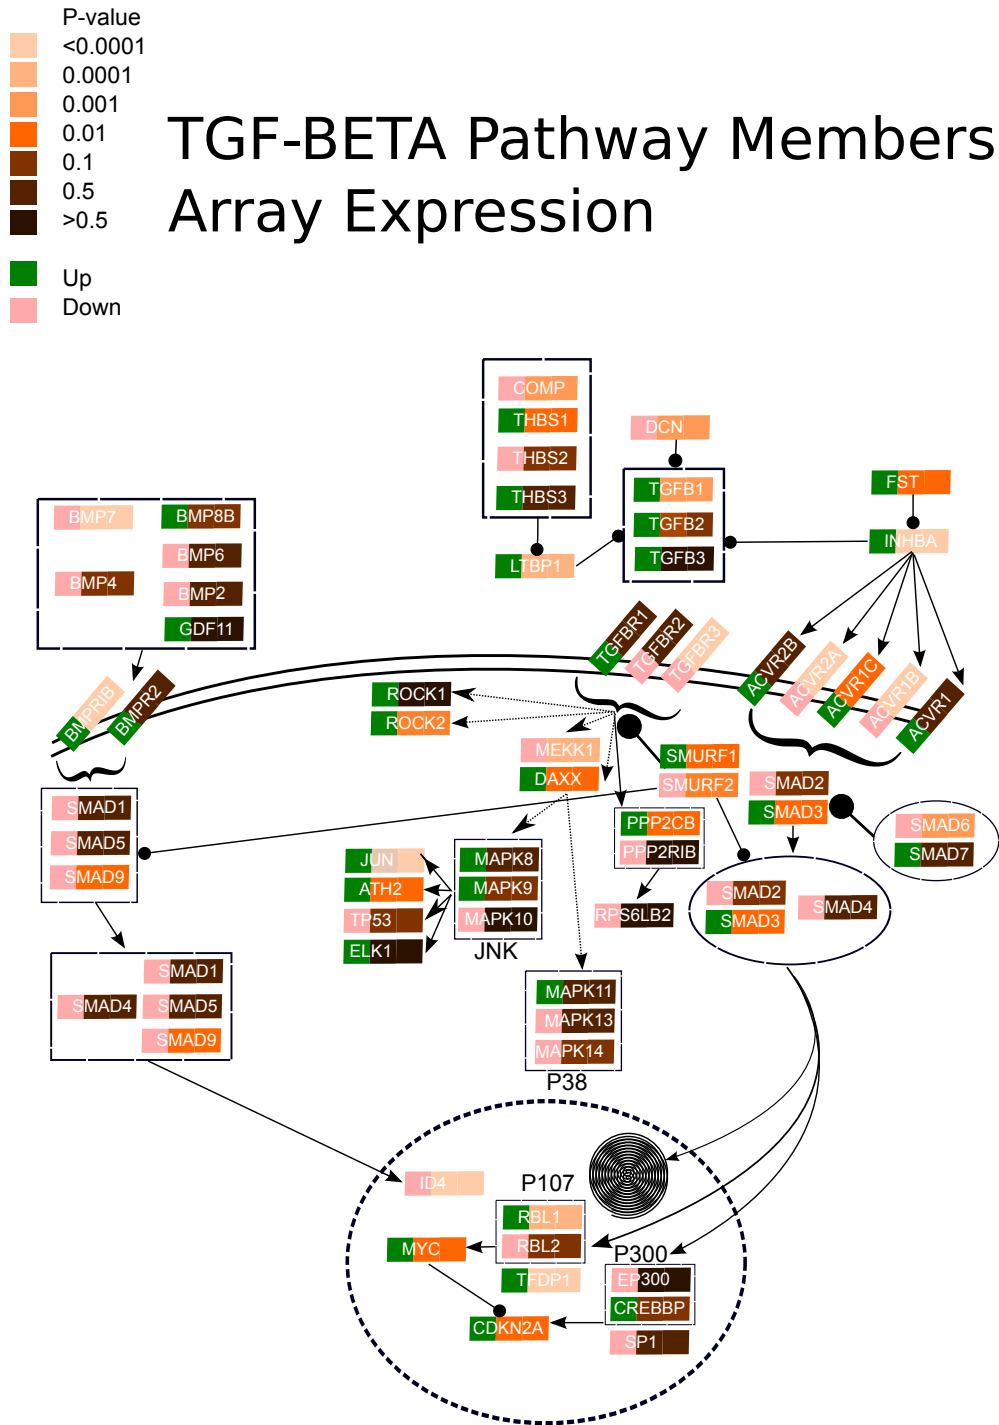 P-value
<0.0001
0.0001
0.001
0.01
0.1
0.5
>0.5
Up
Down
TGF-BETA Pathway Members
Array Expression
COMP
THBS1
THBS2
THBS3
DCN
TGFB1
TGFB2
TGFB3
FST
INHBA
LTBP1
BMP7
BMP8B
BMP6
BMP4
BMP2
GDF11
TGFBR1
TGFBR2
TGFBR3
ACVR2B
ACVR2A
ACVR1C
ACVR1B
ACVR1
BMPRIB
BMPR2
ROCK1
ROCK2
MEKK1
DAXX
SMURF1
SMURF2
SMAD2
SMAD3
SMAD6
SMAD7
SMAD1
SMAD5
SMAD9
PPP2CB
PPP2RIB
RPS6LB2
JUN
ATH2
TP53
ELK1
MAPK8
MAPK9
MAPK10
JNK
SMAD2
SMAD3
SMAD4
SMAD1
SMAD4
SMAD5
SMAD9
MAPK11
MAPK13
MAPK14
P38
ID4
P107
RBL1
RBL2
MYC
TFDP1
CDKN2A
P300
EP300
CREBBP
SP1